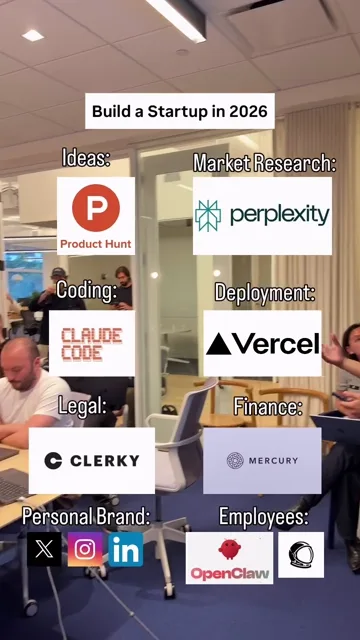 Build a Startup in 2026
Ideas:
Market Research:
P
Product Hunt
perplexity
Coding:
Deployment:
CLAUDE
CODE
Vercel
Legal:
Finance:
CLERKY
MERCURY
Personal Brand:
Employees:
X
in
OpenClaw